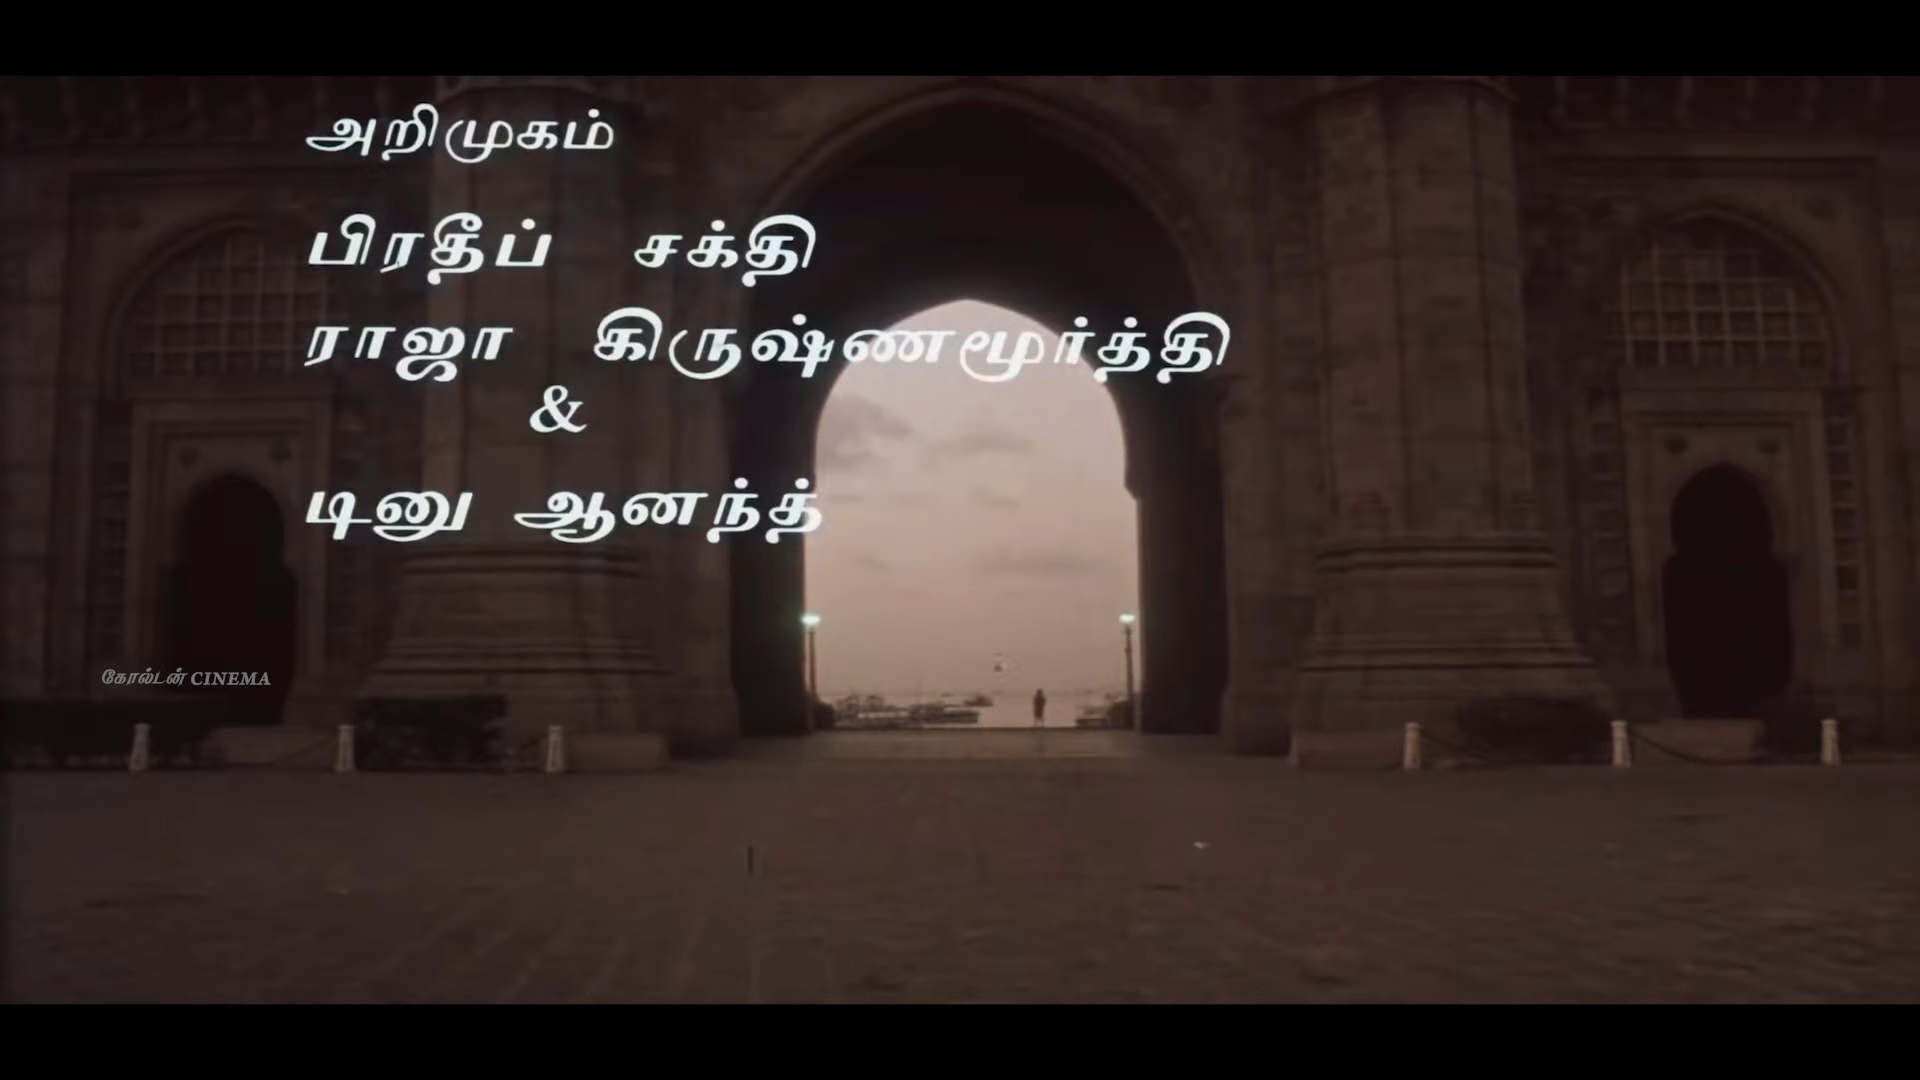 அறிமுகம்
பிரதீப் சக்தி
ராஜா கிருஷ்ணமூர்த்தி
&
டினு ஆனந்த்
கோல்டன் CINEMA